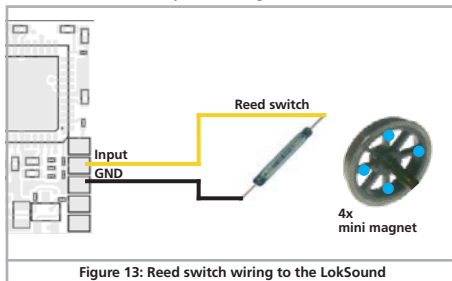 Reed switch
Input
GND
4x
mini magnet
Figure 13: Reed switch wiring to the LokSound